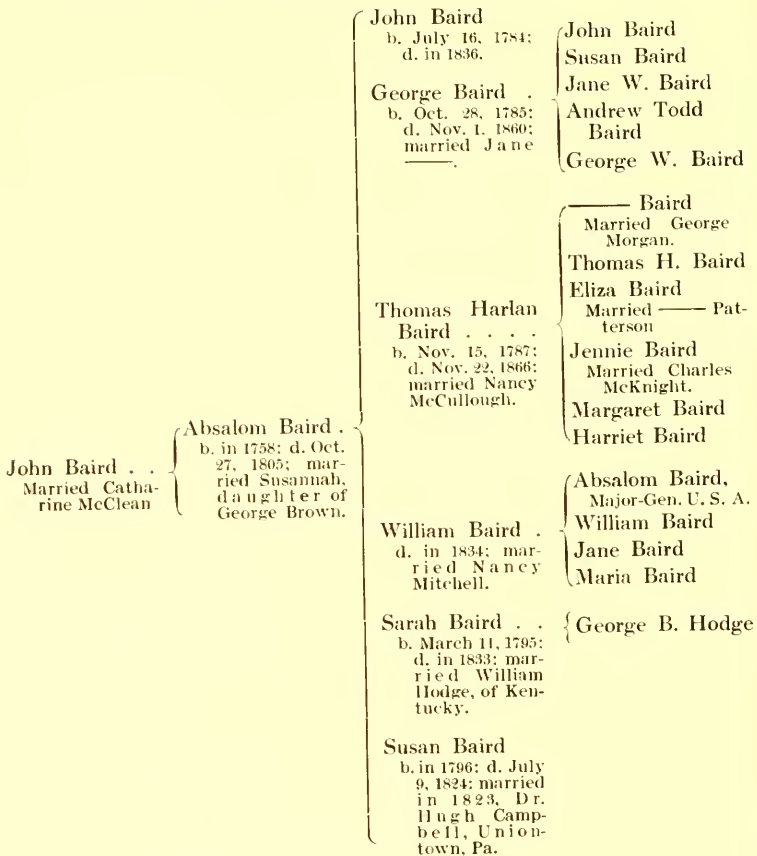 John Baird . .
Married Catha-
rine McClean
Absalom Baird .
b. in 1758; d. Oct.
27, 1805; mar-
ried Susannah,
daughter of
George Brown.
John Baird
b. July 16, 1784;
d. in 1836.
George Baird .
b. Oct. 28, 1785;
d. Nov. 1, 1860;
married Jane
——.
John Baird
Susan Baird
Jane W. Baird
Andrew Todd
Baird
George W. Baird
Thomas Harlan
Baird . . . .
b. Nov. 15, 1787;
d. Nov. 22, 1866;
married Nancy
McCullough.
—— Baird
Married George
Morgan.
Thomas H. Baird
Eliza Baird
Married —— Pat-
terson
Jennie Baird
Married Charles
McKnight.
Margaret Baird
Harriet Baird
William Baird .
d. in 1834; mar-
ried Nancy
Mitchell.
Absalom Baird,
Major-Gen. U. S. A.
William Baird
Jane Baird
Maria Baird
Sarah Baird . .
b. March 11, 1795;
d. in 1833; mar-
ried William
Hodge, of Ken-
tucky.
George B. Hodge
Susan Baird
b. in 1796; d. July
9, 1824; married
in 1823, Dr.
Hugh Camp-
bell, Union-
town, Pa.